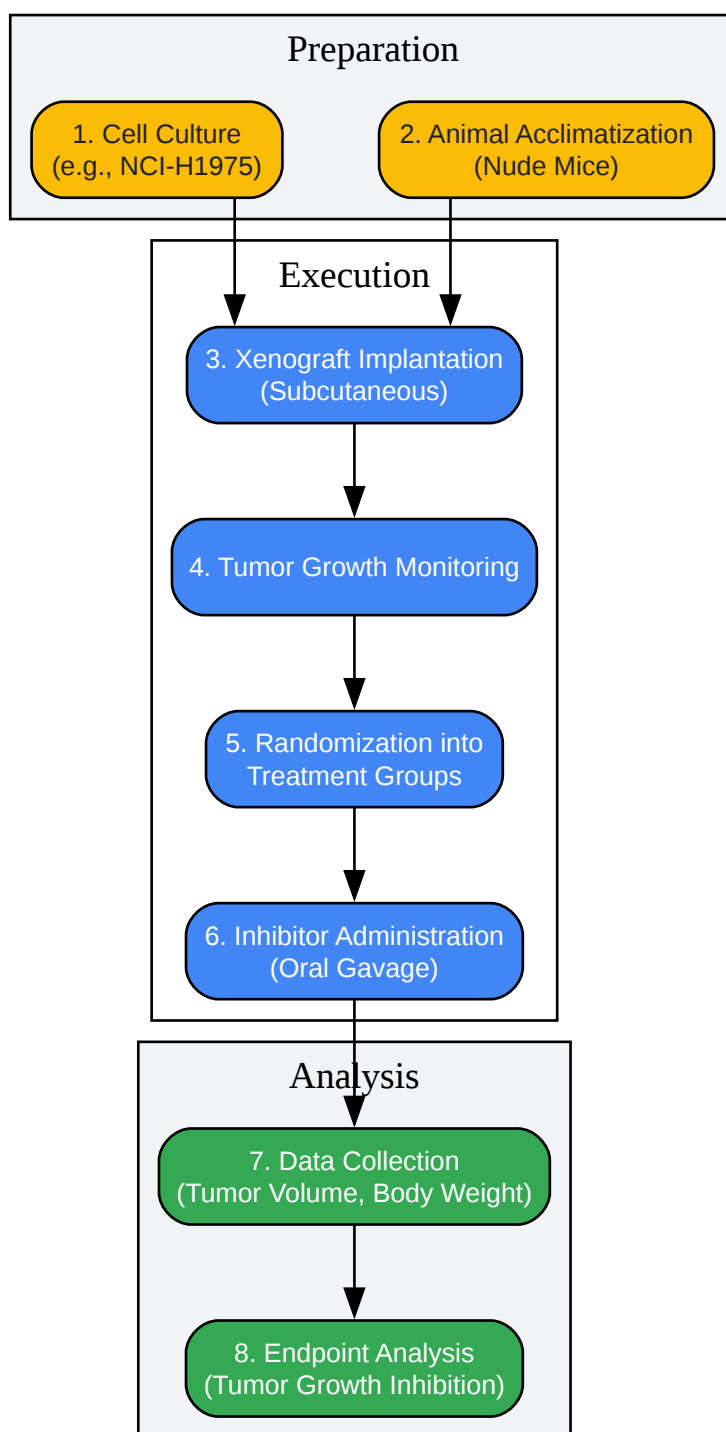 Preparation
1. Cell Culture
(e.g., NCI-H1975)
2. Animal Acclimatization
(Nude Mice)
Execution
3. Xenograft Implantation
(Subcutaneous)
4. Tumor Growth Monitoring
5. Randomization into
Treatment Groups
6. Inhibitor Administration
(Oral Gavage)
Analysis
7. Data Collection
(Tumor Volume, Body Weight)
8. Endpoint Analysis
(Tumor Growth Inhibition)